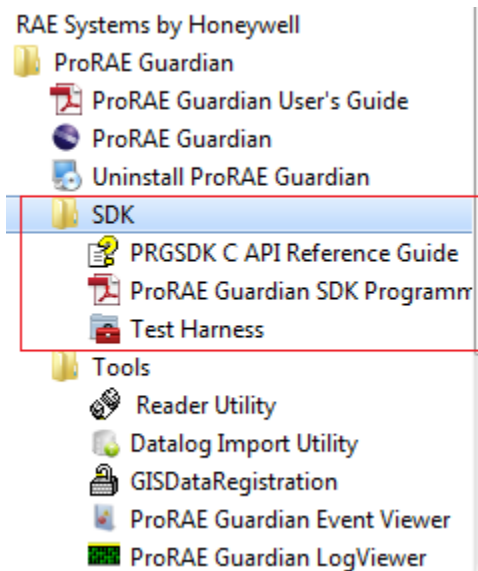 RAE Systems by Honeywell
ProRAE Guardian
ProRAE Guardian User's Guide
ProRAE Guardian
Uninstall ProRAE Guardian
SDK
PRGSDK C API Reference Guide
ProRAE Guardian SDK Programm
Test Harness
Tools
Reader Utility
Datalog Import Utility
GISDataRegistration
ProRAE Guardian Event Viewer
ProRAE Guardian LogViewer